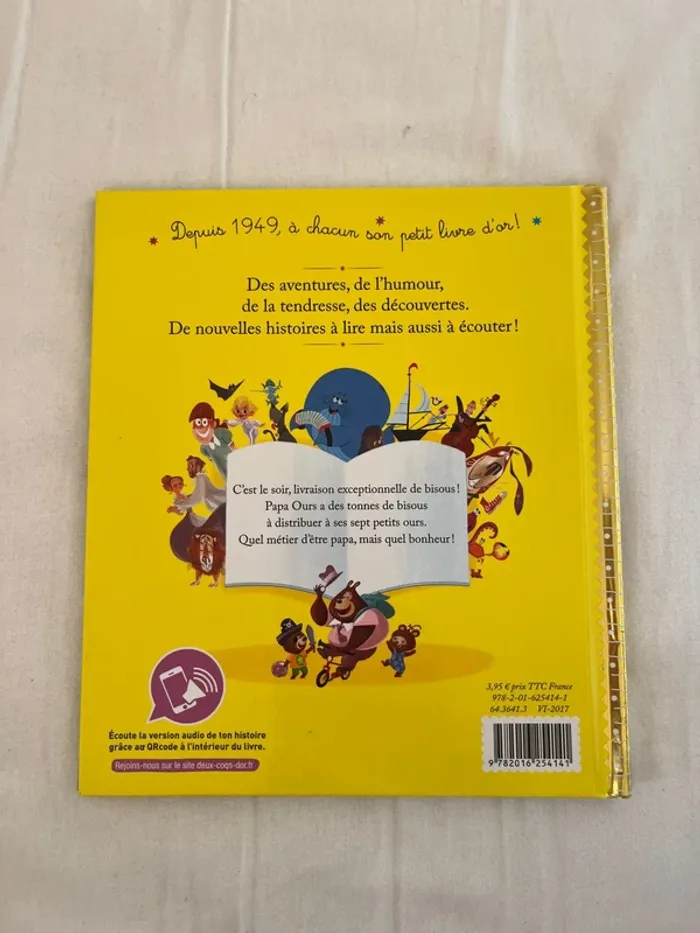 Depuis 1949, à chacun son petit livre d'or !
Des aventures, de l'humour,
de la tendresse, des découvertes.
De nouvelles histoires à lire mais aussi à écouter !
C'est le soir, livraison exceptionnelle de bisous !
Papa Ours a des tonnes de bisous
à distribuer à ses sept petits ours.
Quel métier d'être papa, mais quel bonheur !
Écoute la version audio de ton histoire
grâce au QRcode à l'intérieur du livre.
Rejoins-nous sur le site deux-coqs-dor.com
3,95 € prix TTC France
978-2-01-625414-1
64.3641.3 VI-2017
9 782016 254141